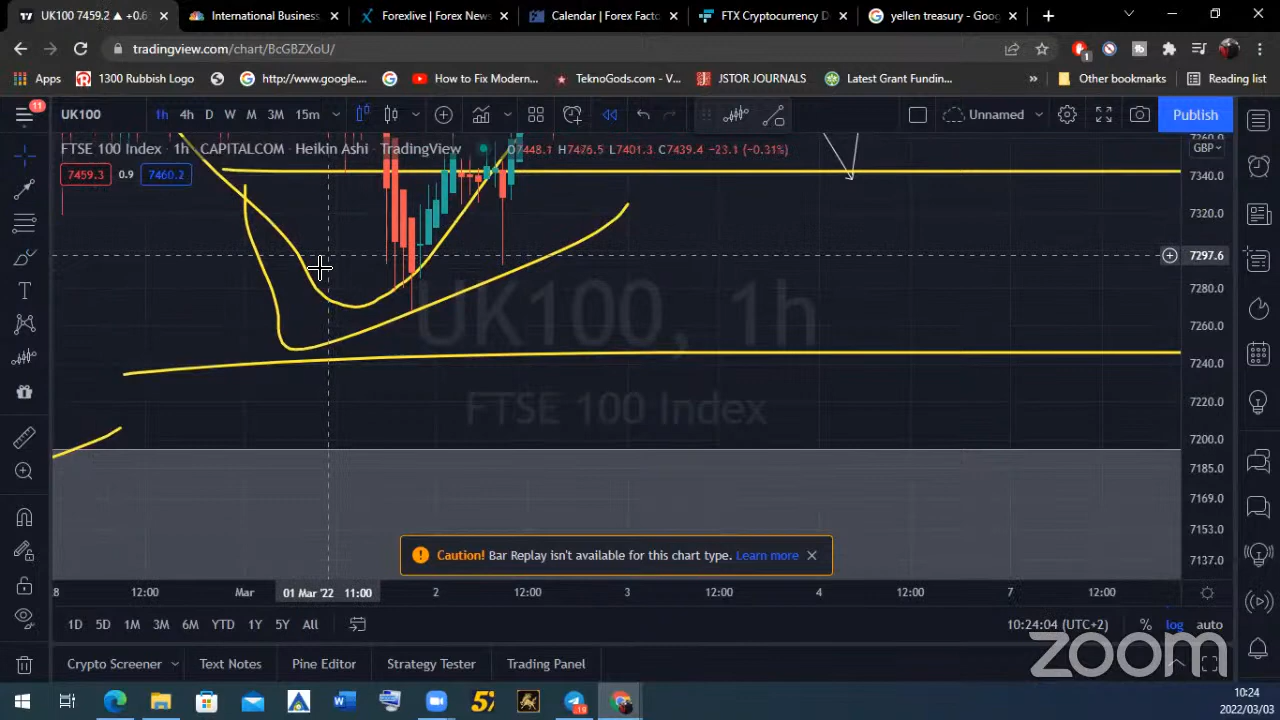 UK100 7459.2 ▲ +0.6
International Business
Forexlive | Forex News
Calendar | Forex Facto
FTX Cryptocurrency D
yellen treasury - Goog
tradingview.com/chart/BcGBZXoU/
Apps
1300 Rubbish Logo
http://www.google....
How to Fix Modern...
TeknoGods.com - V...
JSTOR JOURNALS
Latest Grant Fundin...
»
Other bookmarks
Reading list
11
UK100
1h 4h D W M 3M 15m
Unnamed
Publish
FTSE 100 Index · 1h · CAPITALCOM · Heikin Ashi · TradingView
O7448.1 H7476.5 L7401.3 C7439.4 −23.1 (−0.31%)
GBP
7459.3 0.9 7460.2
7340.0
7320.0
7297.6
7280.0
7260.0
7240.0
7220.0
7200.0
7185.0
7169.0
7153.0
7137.0
UK100, 1h
FTSE 100 Index
Caution! Bar Replay isn't available for this chart type. Learn more
8 12:00 Mar 01 Mar '22 11:00 2 12:00 3 12:00 4 12:00 7 12:00
1D 5D 1M 3M 6M YTD 1Y 5Y All
10:24:04 (UTC+2) % log auto
Crypto Screener
Text Notes
Pine Editor
Strategy Tester
Trading Panel
zoom
10:24
2022/03/03